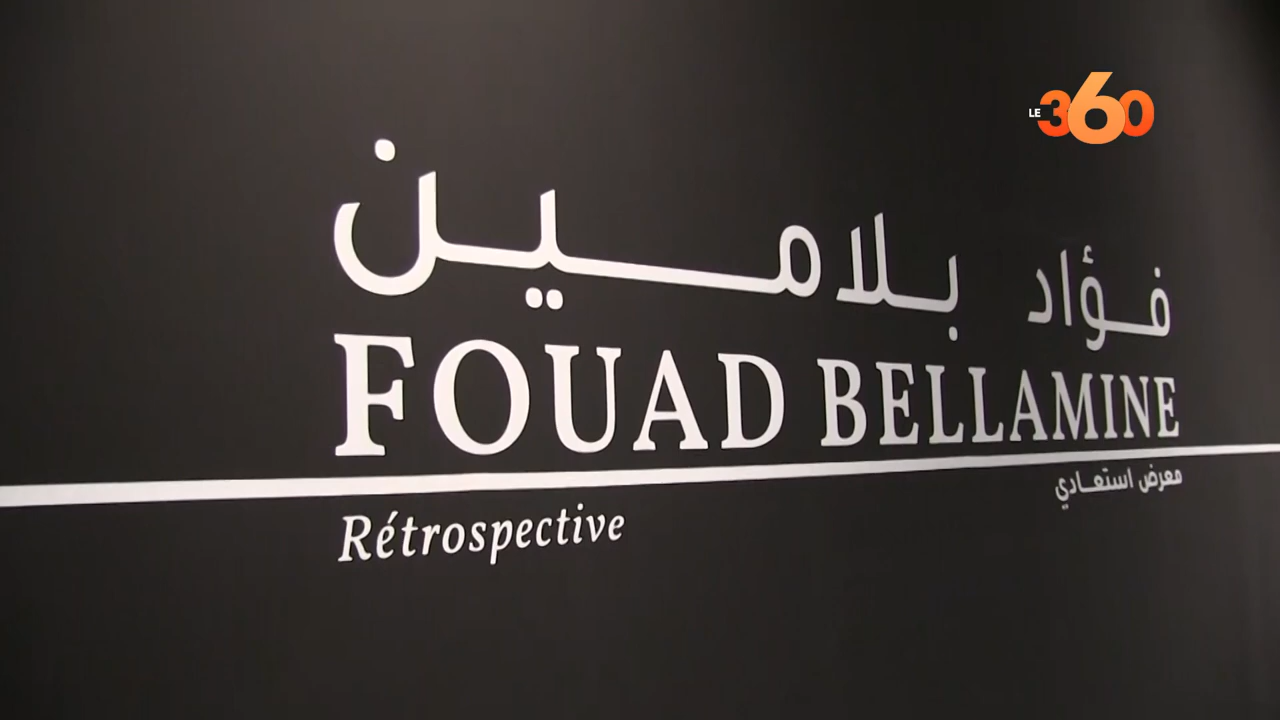 LE 360
فؤاد بلامين
FOUAD BELLAMINE
معرض استعادي
Rétrospective